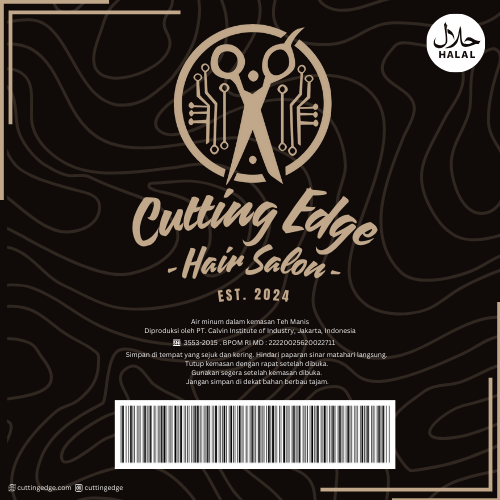 حلال
HALAL
Cutting Edge
- Hair Salon -
EST. 2024
Air minum dalam kemasan Teh Manis
Diproduksi oleh PT. Calvin Institute of Industry, Jakarta, Indonesia
3553-2015 . BPOM RI MD : 22220025620022711
Simpan di tempat yang sejuk dan kering. Hindari paparan sinar matahari langsung.
Tutup kemasan dengan rapat setelah dibuka.
Gunakan segera setelah kemasan dibuka.
Jangan simpan di dekat bahan berbau tajam.
cuttingedge.com cuttingedge